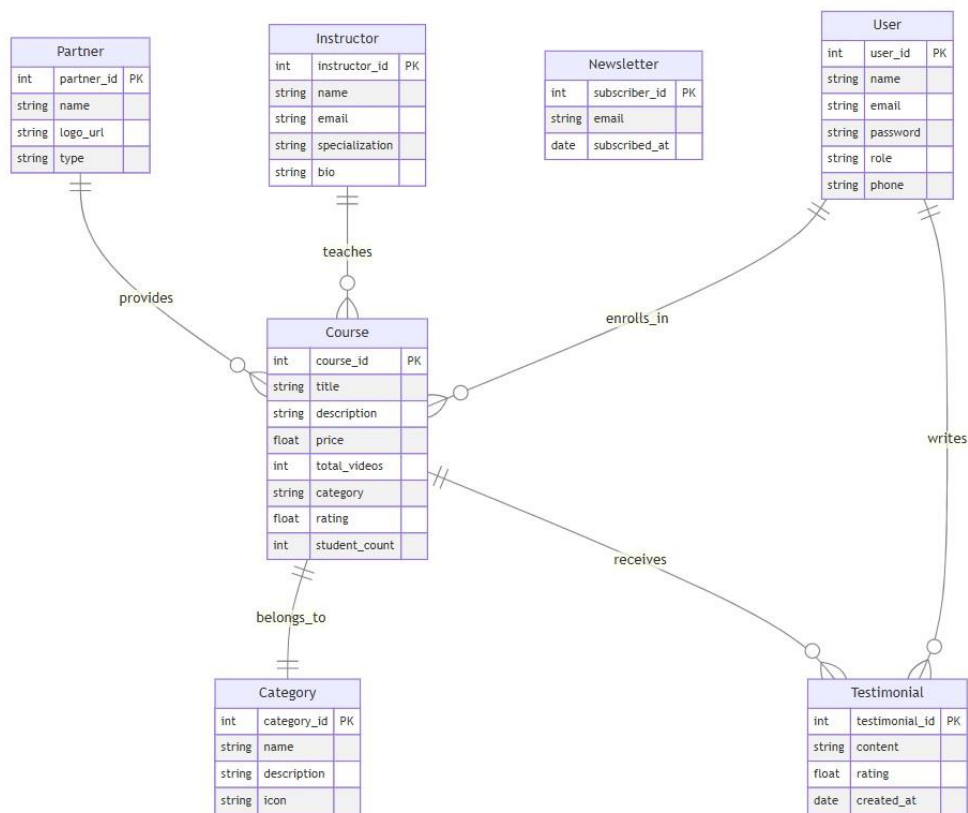 Partner
int partner_id PK
string name
string logo_url
string type
Instructor
int instructor_id PK
string name
string email
string specialization
string bio
Newsletter
int subscriber_id PK
string email
date subscribed_at
User
int user_id PK
string name
string email
string password
string role
string phone
teaches
provides
enrolls_in
Course
int course_id PK
string title
string description
float price
int total_videos
string category
float rating
int student_count
writes
receives
belongs_to
Category
int category_id PK
string name
string description
string icon
Testimonial
int testimonial_id PK
string content
float rating
date created_at